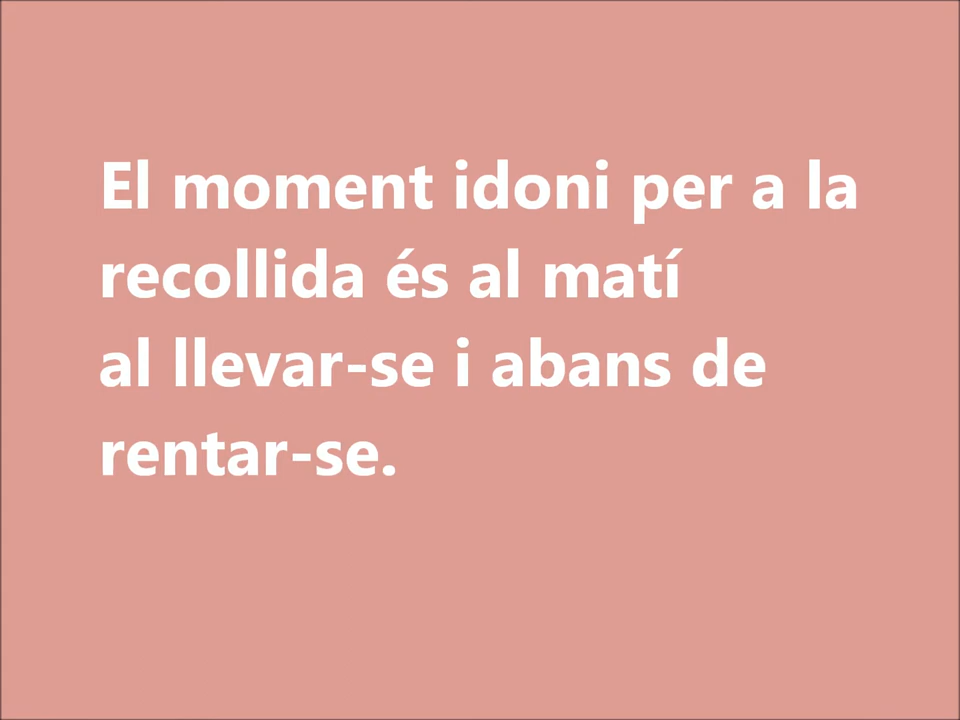 El moment idoni per a la
recollida és al matí
al llevar-se i abans de
rentar-se.